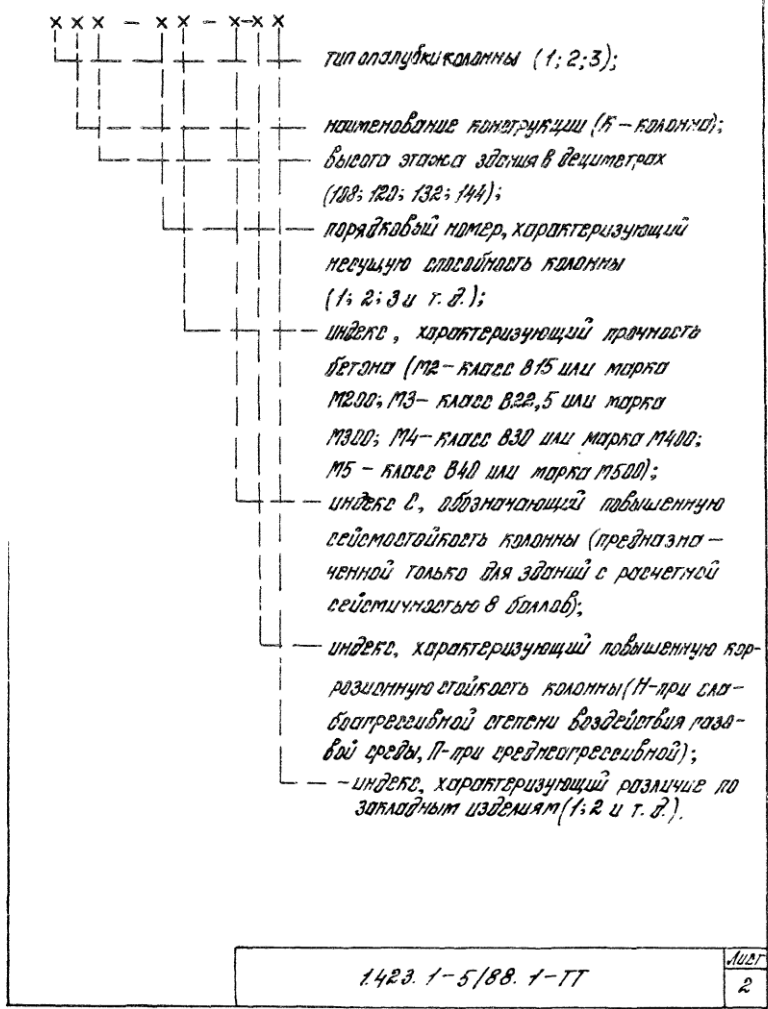 ххх – хх – х-хх
тип опалубки колонны (1; 2; 3);
наименование конструкции (К – колонна);
высота этажа здания в дециметрах
(108; 120; 132; 144);
порядковый номер, характеризующий
несущую способность колонны
(1; 2; 3 и т. д.);
индекс, характеризующий прочность
бетона (М2 – класс В15 или марка
М200; М3 – класс В22,5 или марка
М300; М4 – класс В30 или марка М400;
М5 – класс В40 или марка М500);
индекс С, обозначающий повышенную
сейсмостойкость колонны (предназна–
ченной только для зданий с расчетной
сейсмичностью 8 баллов);
индекс, характеризующий повышенную кор–
розионную стойкость колонны (Н-при сла–
боагрессивной степени воздействия газо–
вой среды, П-при среднеагрессивной);
– индекс, характеризующий различие по
закладным изделиям (1; 2 и т. д.).
1.423. 1-5/88. 1-ТТ
Лист
2